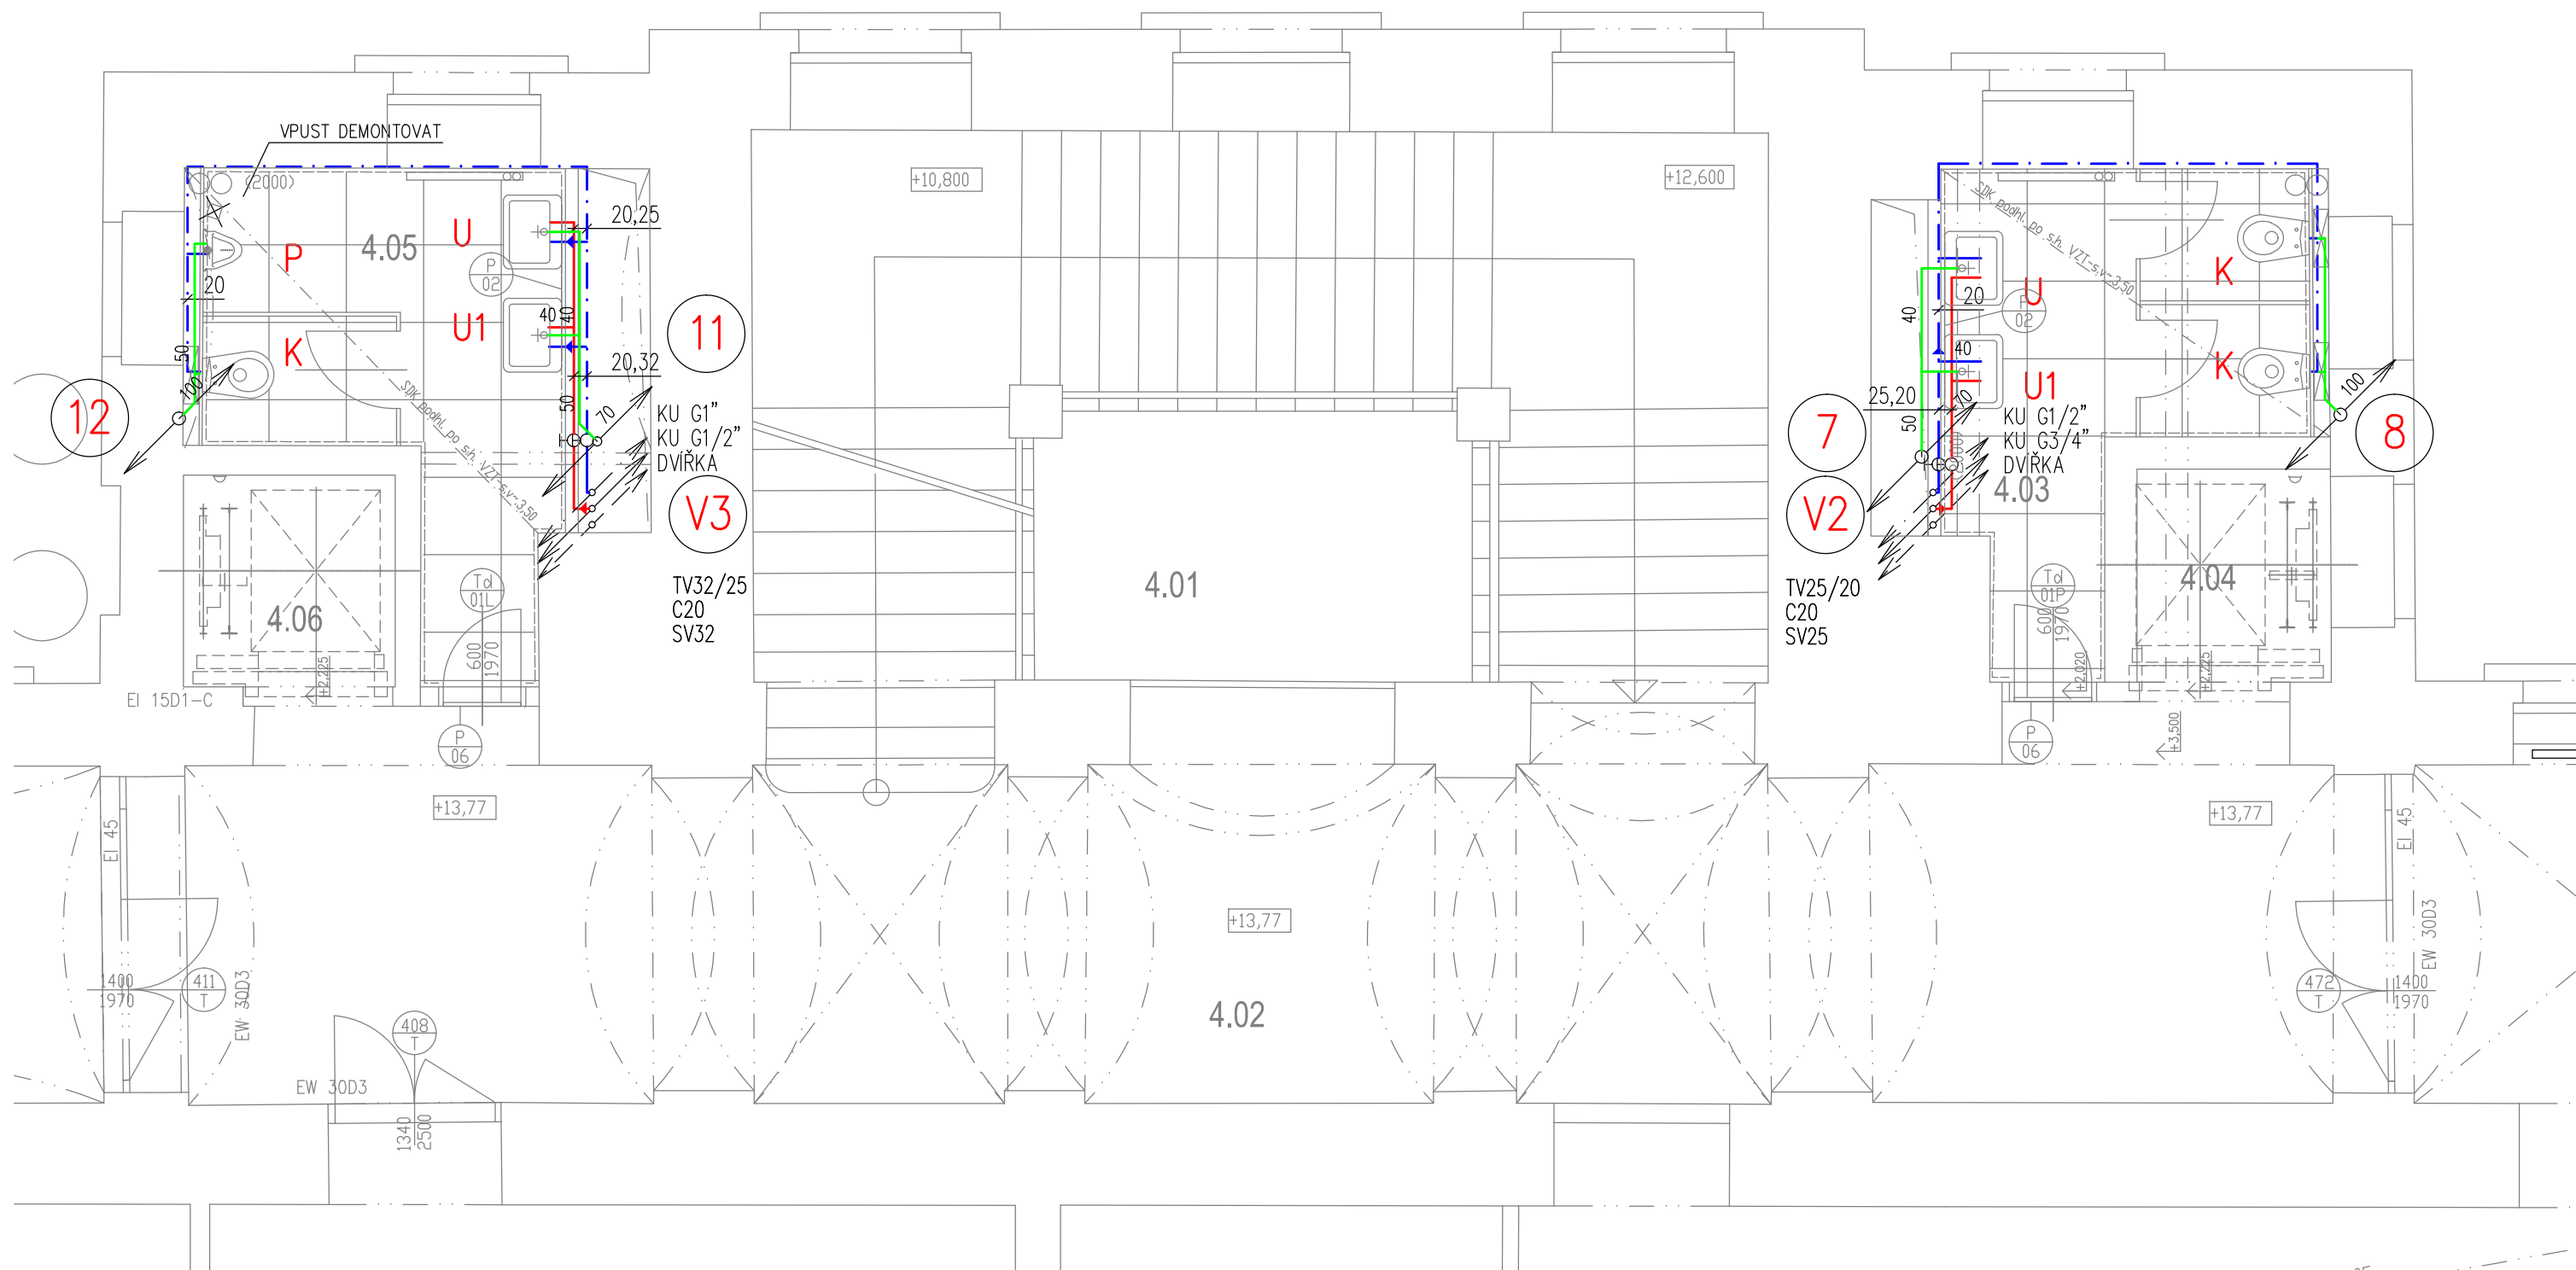 VPUST DEMONTOVAT
(2000)
+10,800
+12,600
U
20,25
4.05
P
P
02
20
40
40
U1
K
50
100
SDK podhl. po s.h. VZT-s.v~3,50
20,32
50
70
11
12
KU G1"
KU G1/2"
DVÍŘKA
V3
TV32/25
C20
SV32
4.06
Td
01L
600
1970
+2,225
EI 15D1-C
P
06
4.01
SDK podhl. po s.h. VZT-s.v~3,50
K
U
20
P
02
40
40
K
U1
25,20
50
70
100
7
8
KU G1/2"
KU G3/4"
DVÍŘKA
4.03
V2
TV25/20
C20
SV25
4.04
Td
01P
600
1970
+2,020
+2,225
+3,500
P
06
+13,77
+13,77
+13,77
EI 45
EI 45
EW 30D3
EW 30D3
1400
1970
411
T
472
T
1400
1970
4.02
408
T
EW 30D3
1340
2500